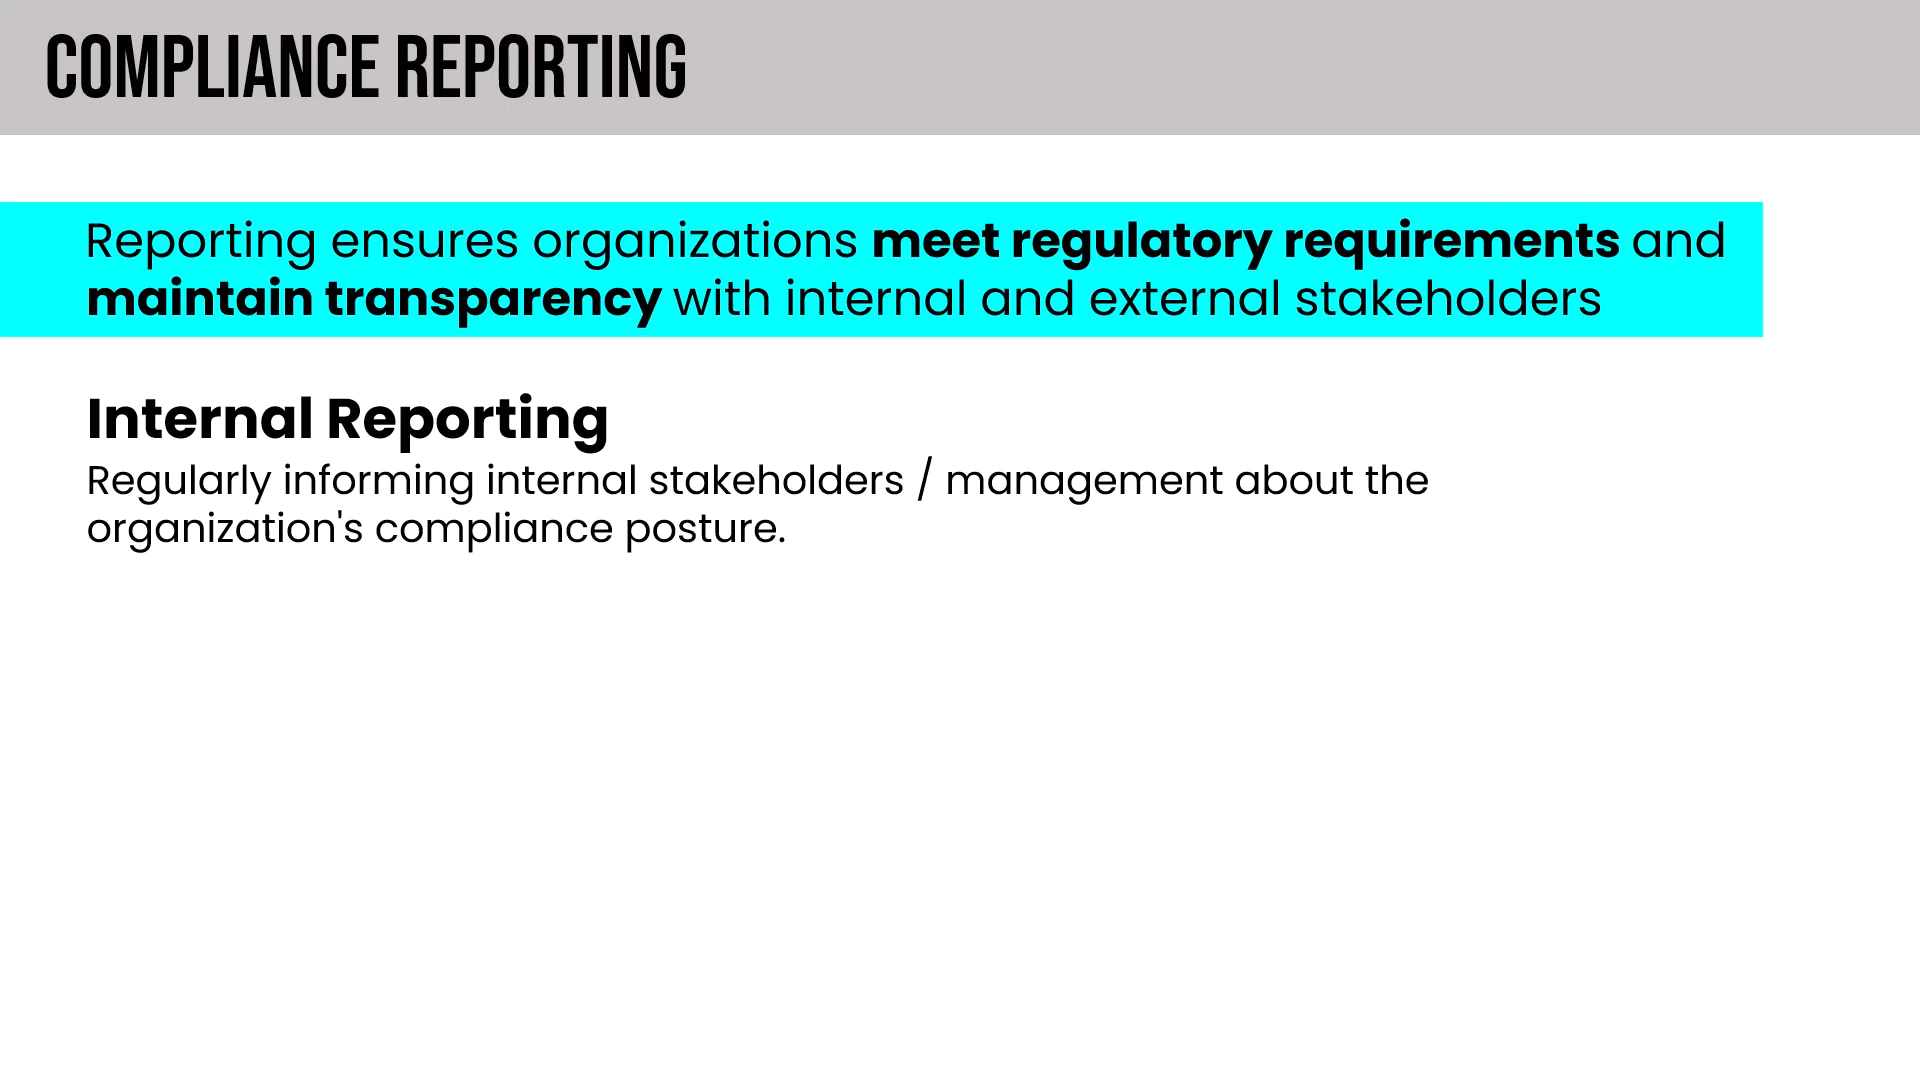 COMPLIANCE REPORTING
Reporting ensures organizations meet regulatory requirements and
maintain transparency with internal and external stakeholders
Internal Reporting
Regularly informing internal stakeholders / management about the
organization's compliance posture.